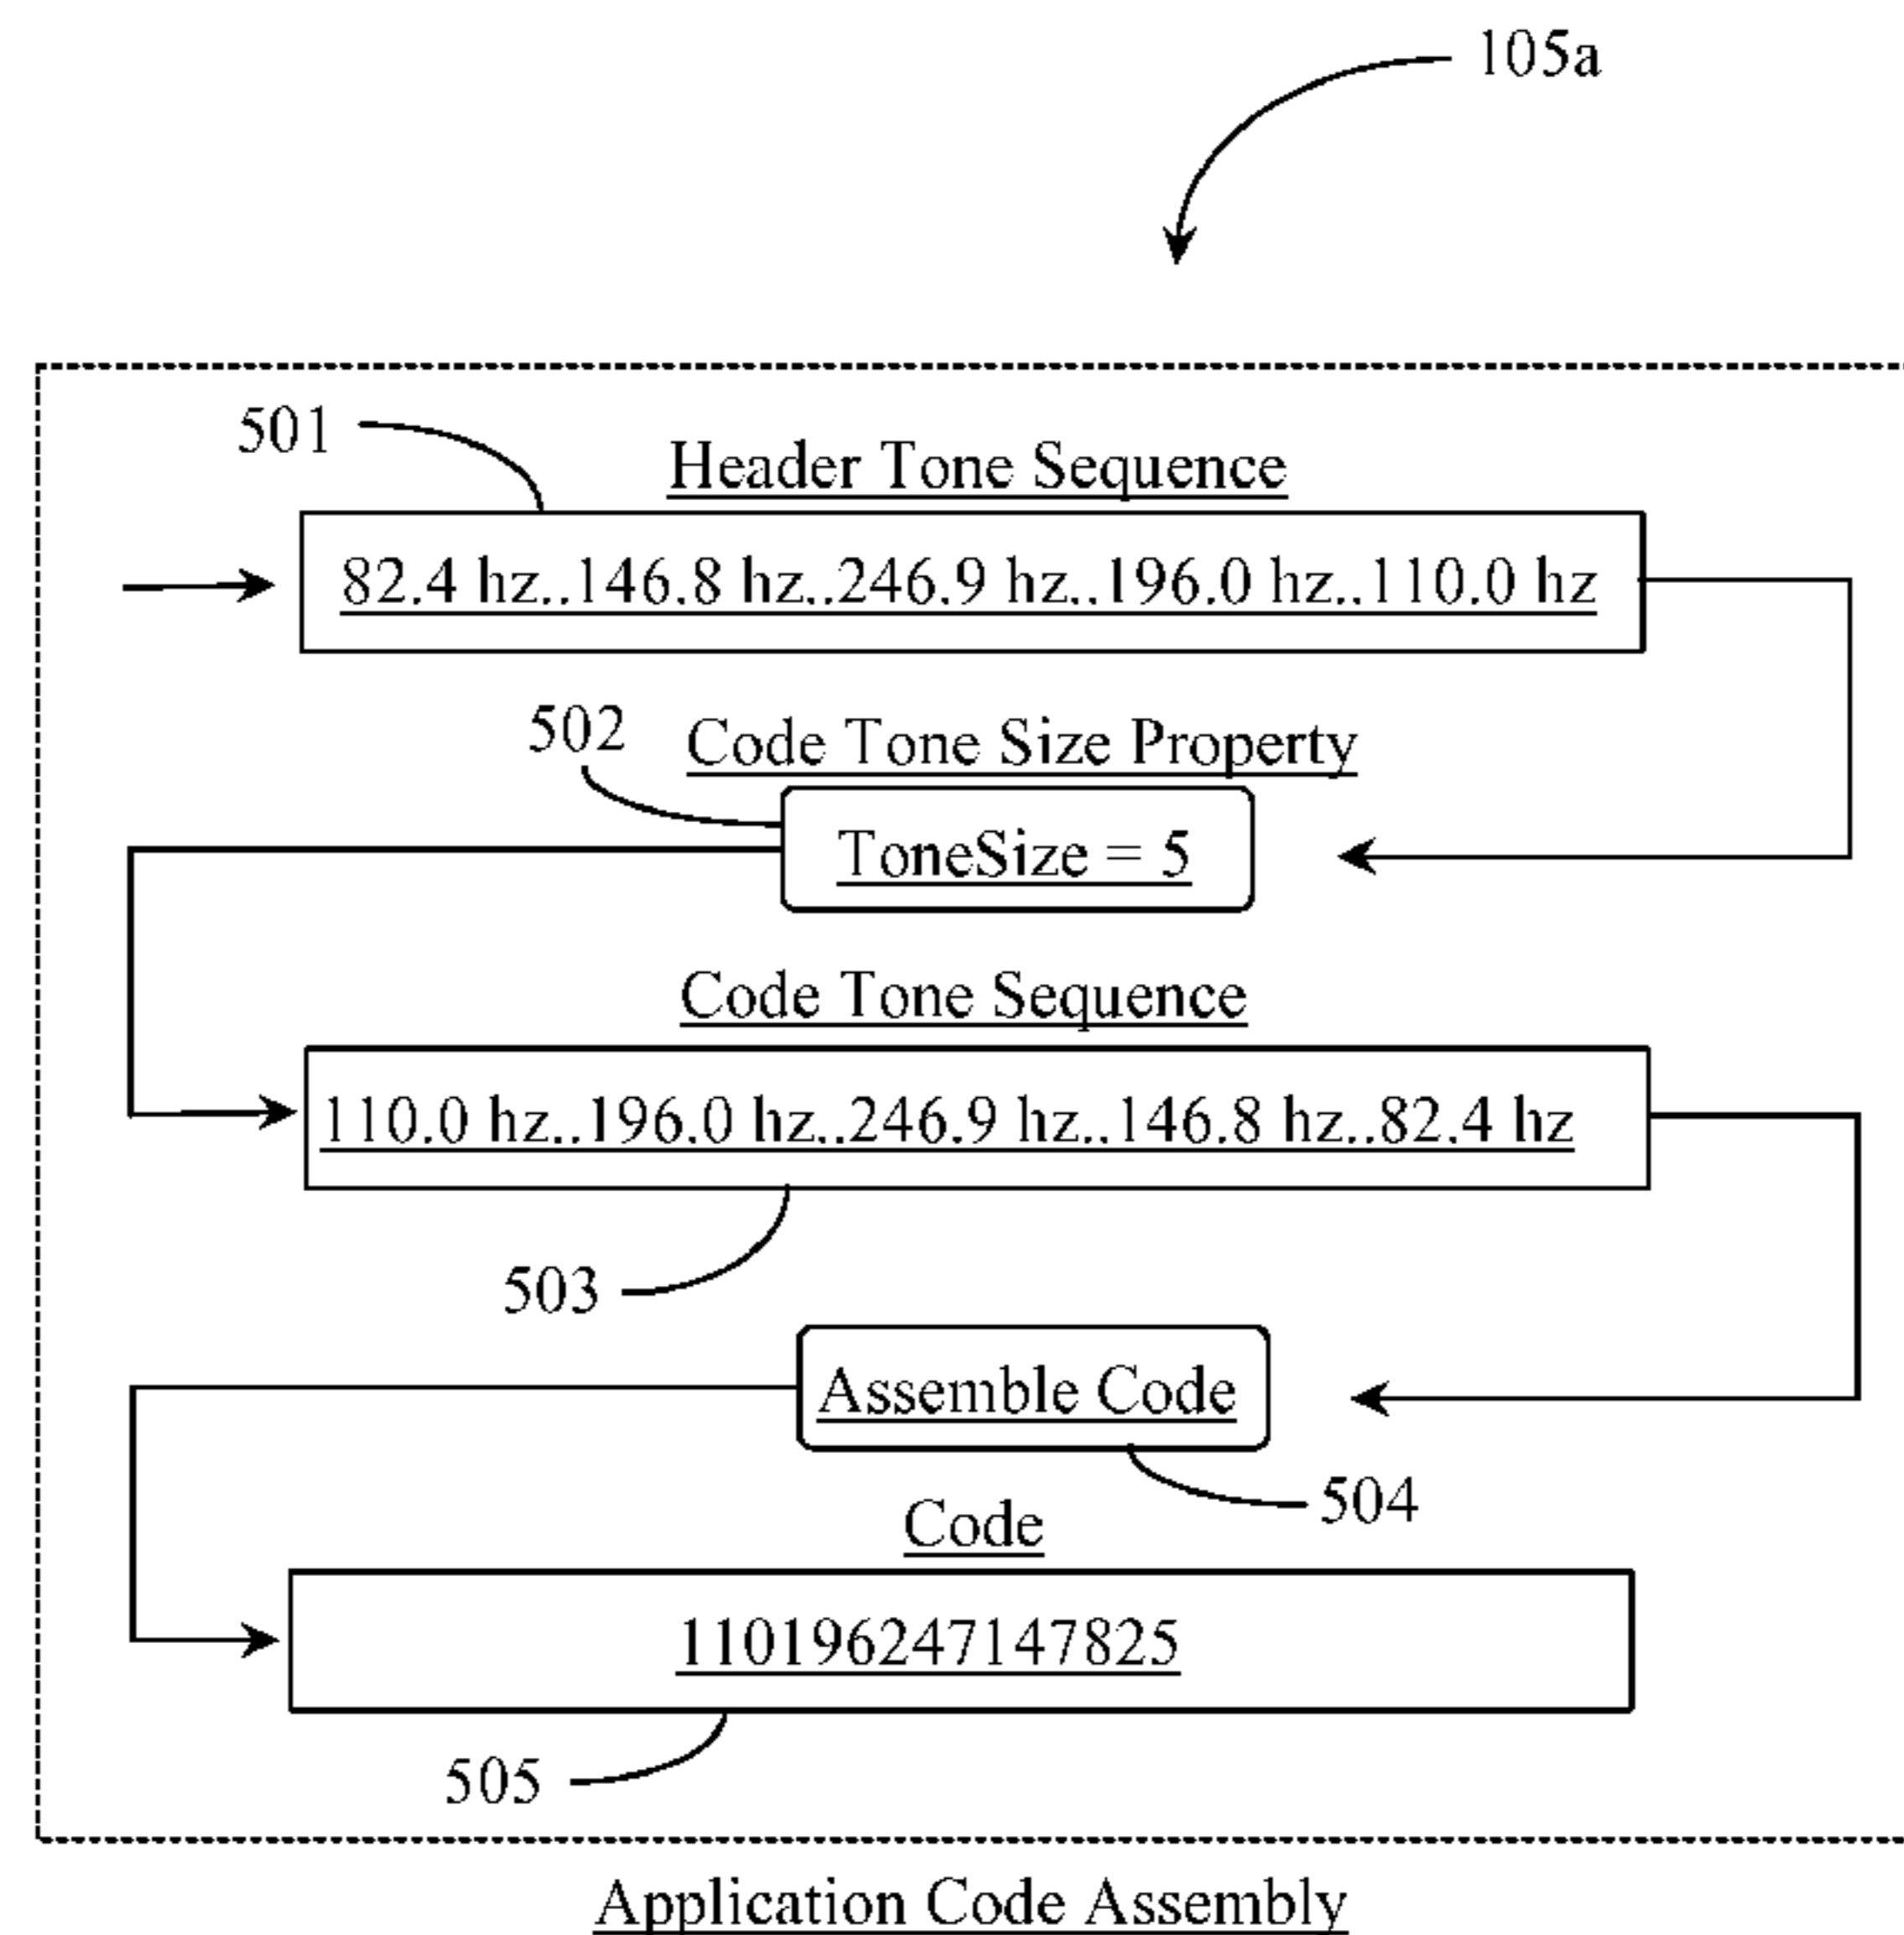 105a
501
Header Tone Sequence
82.4 hz..146.8 hz..246.9 hz..196.0 hz..110.0 hz
502
Code Tone Size Property
ToneSize = 5
Code Tone Sequence
110.0 hz..196.0 hz..246.9 hz..146.8 hz..82.4 hz
503
Assemble Code
504
Code
110196247147825
505
Application Code Assembly